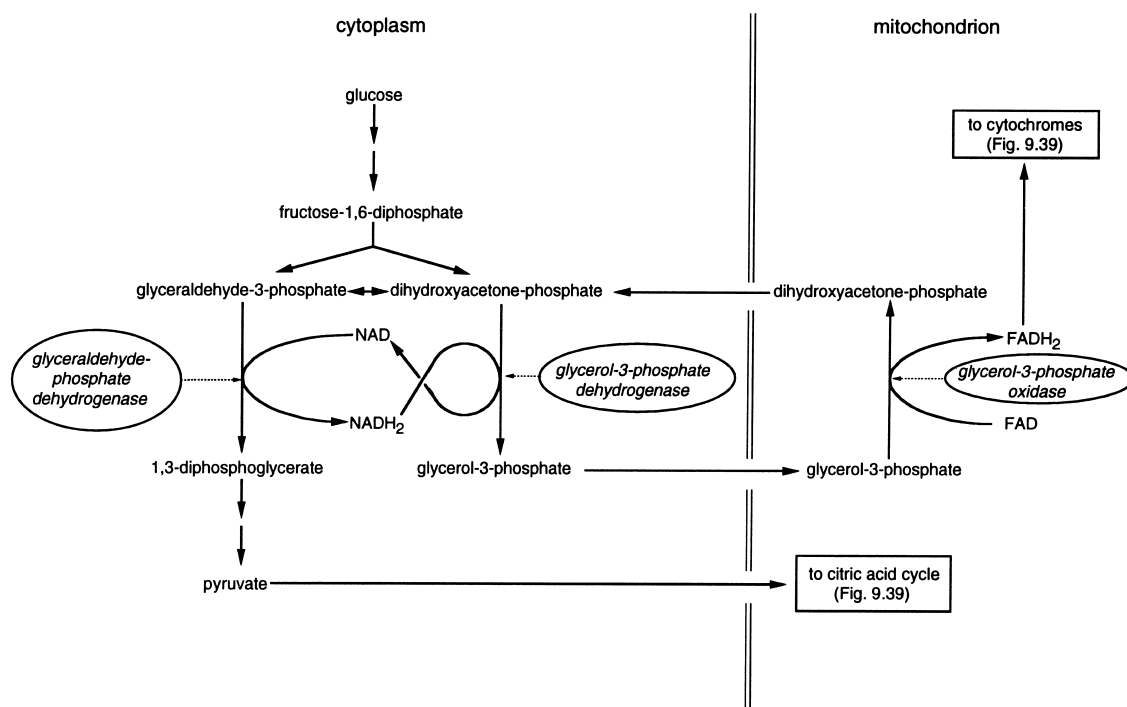 cytoplasm
mitochondrion
glucose
to cytochromes
(Fig. 9.39)
fructose-1,6-diphosphate
glyceraldehyde-3-phosphate
dihydroxyacetone-phosphate
dihydroxyacetone-phosphate
NAD
FADH2
glyceraldehyde-
phosphate
dehydrogenase
glycerol-3-phosphate
dehydrogenase
glycerol-3-phosphate
oxidase
NADH2
FAD
1,3-diphosphoglycerate
glycerol-3-phosphate
glycerol-3-phosphate
pyruvate
to citric acid cycle
(Fig. 9.39)